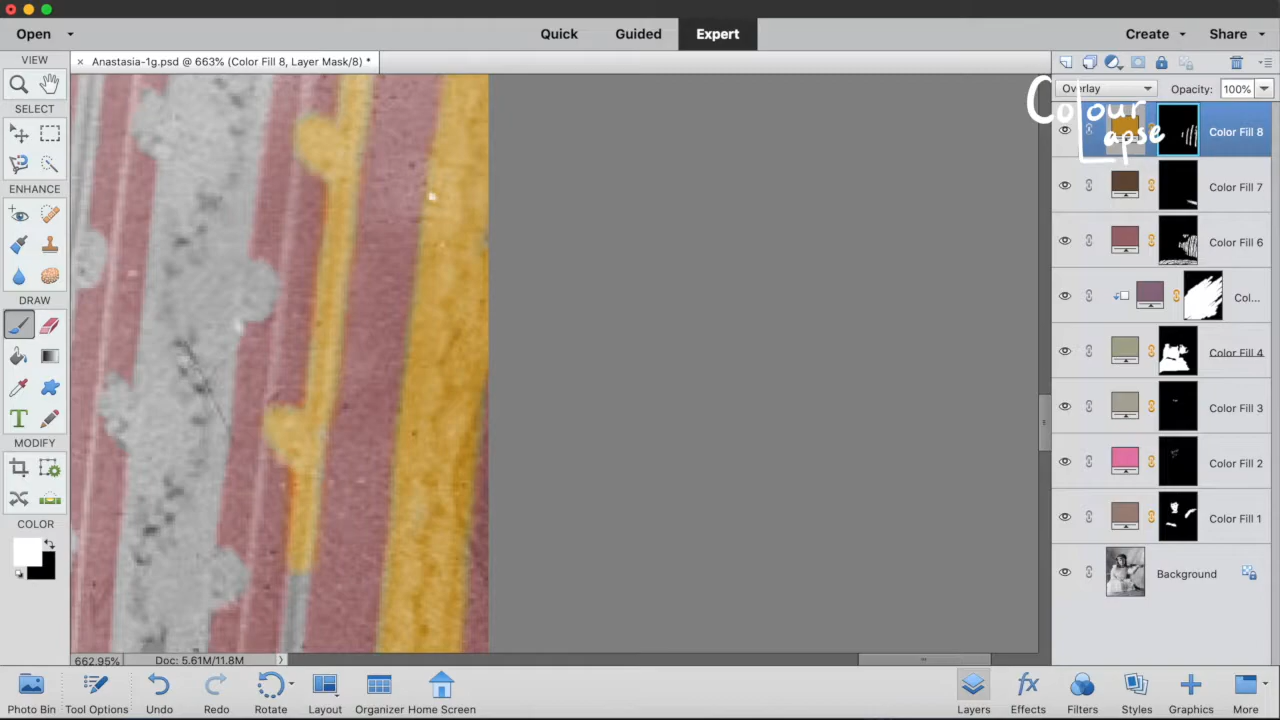 Open
Quick
Guided
Expert
Create
Share
VIEW
× Anastasia-1g.psd @ 663% (Color Fill 8, Layer Mask/8) *
Overlay
Opacity: 100%
Colour
Lapse
SELECT
Color Fill 8
Color Fill 7
ENHANCE
Color Fill 6
DRAW
Col...
Color Fill 4
Color Fill 3
MODIFY
Color Fill 2
COLOR
Color Fill 1
Background
662.95%
Doc: 5.61M/11.8M
Photo Bin
Tool Options
Undo
Redo
Rotate
Layout
Organizer
Home Screen
Layers
Effects
Filters
Styles
Graphics
More